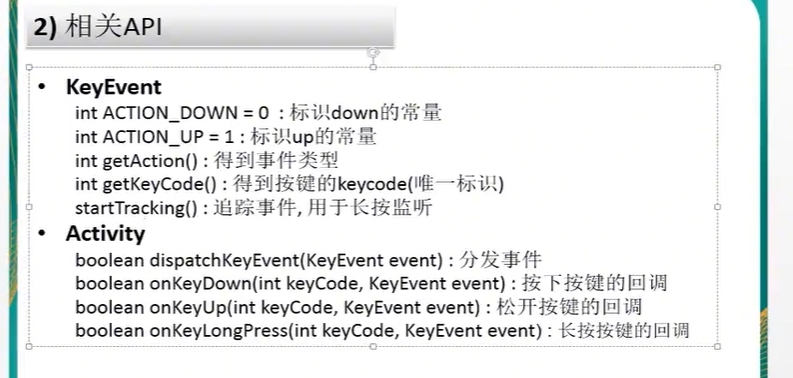 2) 相关API
• KeyEvent
int ACTION_DOWN = 0 : 标识down的常量
int ACTION_UP = 1 : 标识up的常量
int getAction() : 得到事件类型
int getKeyCode() : 得到按键的keycode(唯一标识)
startTracking() : 追踪事件, 用于长按监听
• Activity
boolean dispatchKeyEvent(KeyEvent event) : 分发事件
boolean onKeyDown(int keyCode, KeyEvent event) : 按下按键的回调
boolean onKeyUp(int keyCode, KeyEvent event) : 松开按键的回调
boolean onKeyLongPress(int keyCode, KeyEvent event) : 长按按键的回调